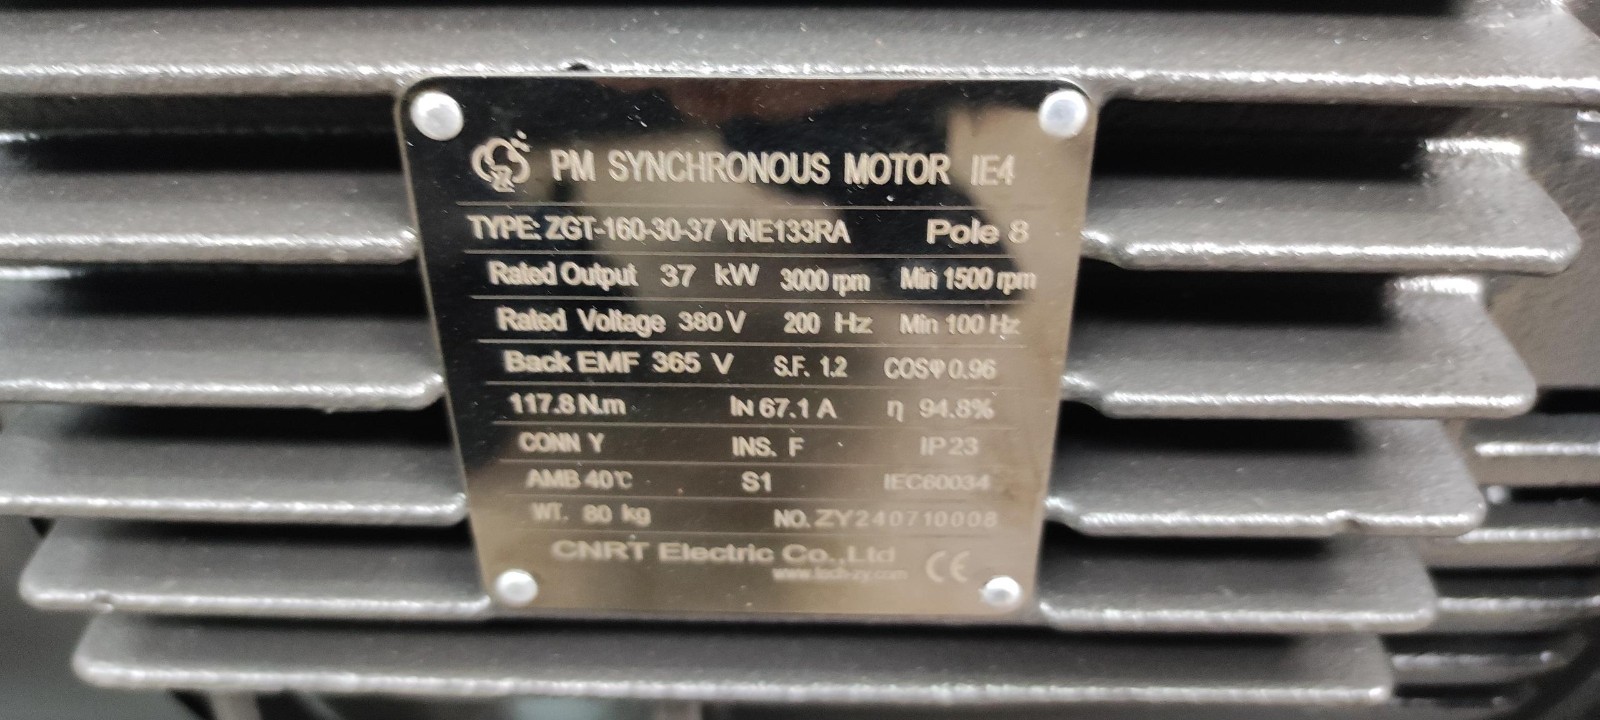 PM SYNCHRONOUS MOTOR IE4
TYPE: ZGT-160-30-37 YNE133RA Pole 8
Rated Output 37 kW 3000 rpm Min 1500 rpm
Rated Voltage 380 V 200 Hz Min 100 Hz
Back EMF 365 V S.F. 1.2 COSφ 0.96
117.8 N.m IN 67.1 A η 94.8%
CONN Y INS. F IP 23
AMB 40℃ S1 IEC60034
WT. 80 kg NO. ZY240710008
CNRT Electric Co.,Ltd CE